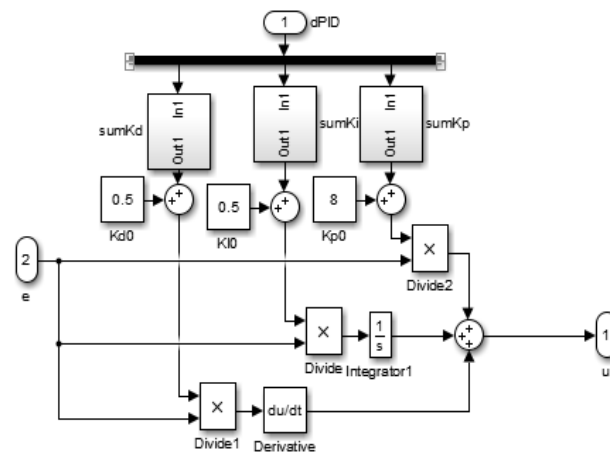 1
dPID
In1
In1
In1
sumKd
sumKi
sumKp
Out1
Out1
Out1
+
+
+
+
+
+
0.5
0.5
8
Kd0
KI0
Kp0
2
e
×
Divide2
×
Divide
1
s
Integrator1
+
+
+
1
u
×
Divide1
du/dt
Derivative